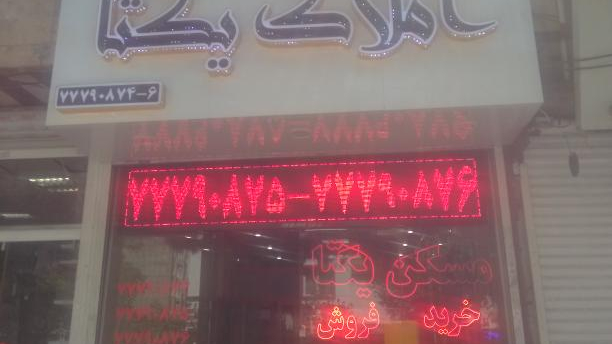 املاک یکتا
۷۷۷۹۰۸۷۴-۶
۷۷۷۹۰۸۷۵-۷۷۷۹۰۸۷۶
مسکن یکتا
خرید فروش